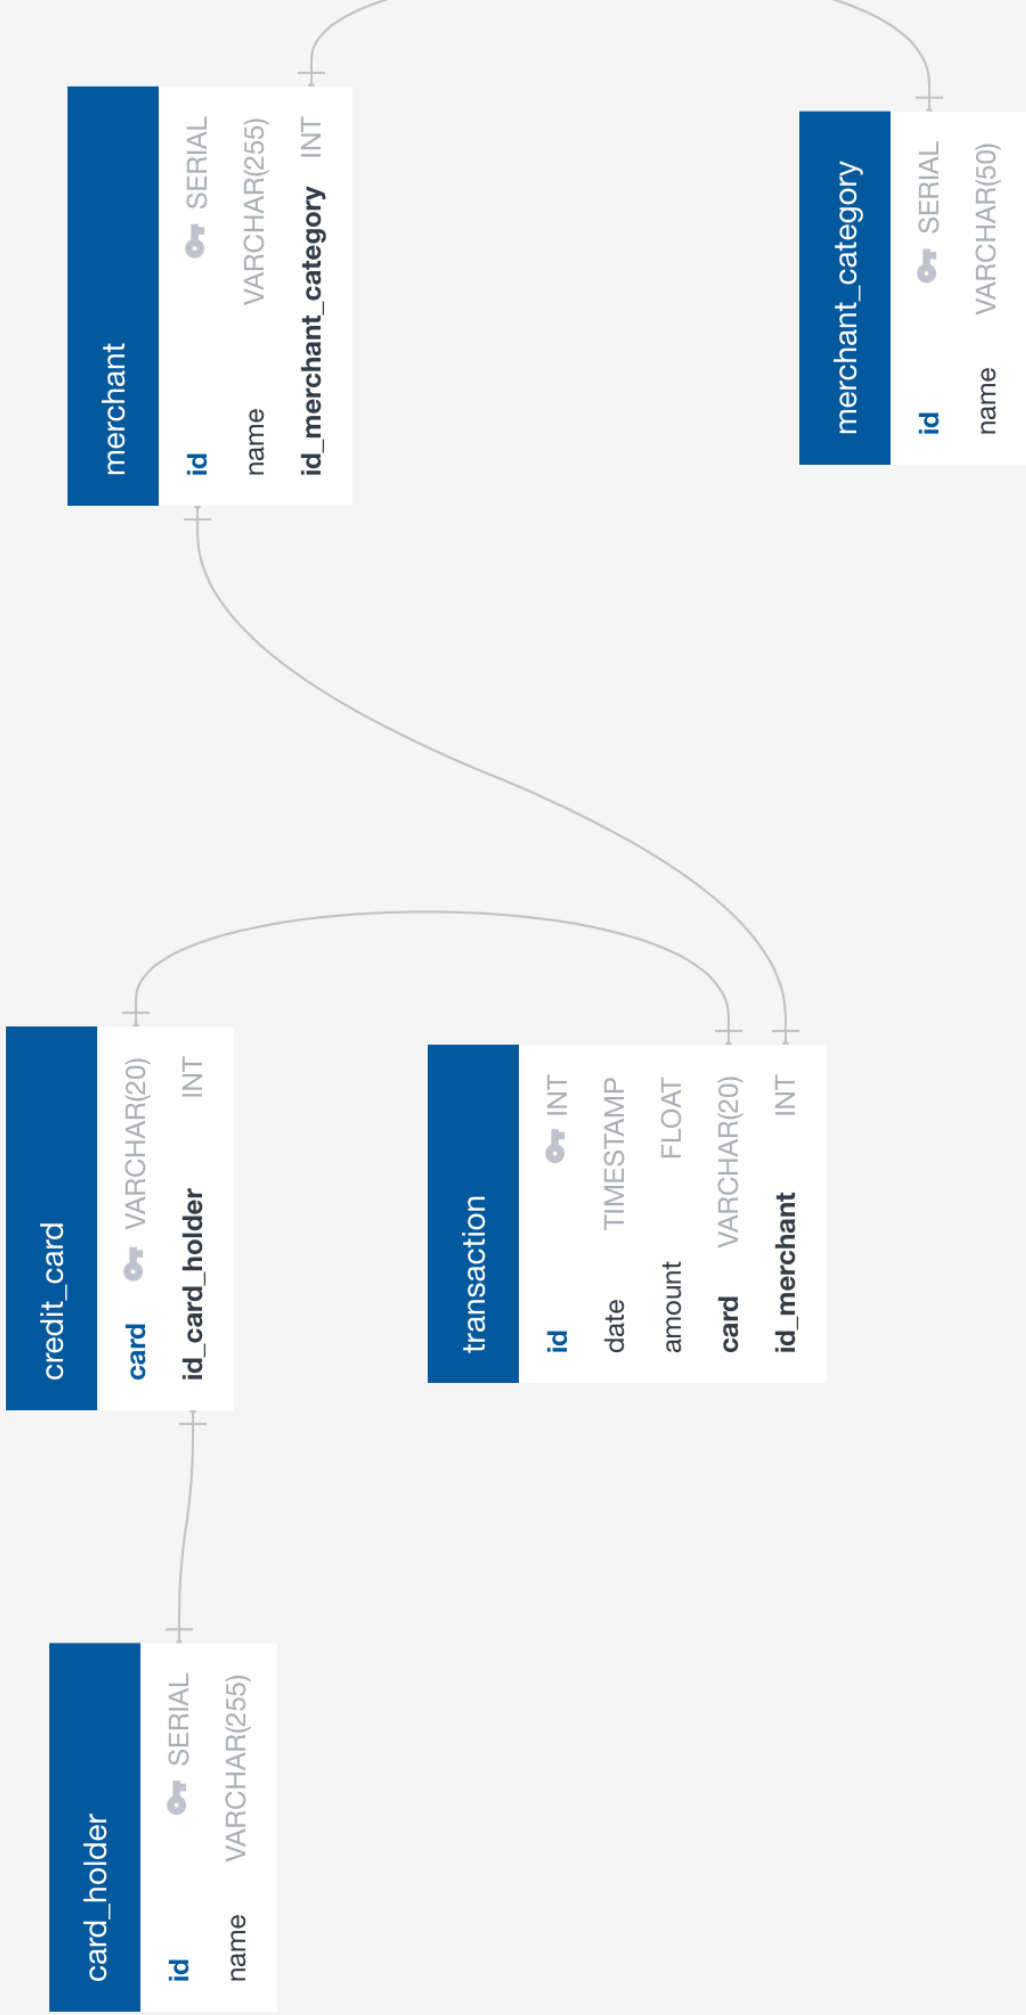 card_holder
id SERIAL
name VARCHAR(255)
credit_card
card VARCHAR(20)
id_card_holder INT
transaction
id INT
date TIMESTAMP
amount FLOAT
card VARCHAR(20)
id_merchant INT
merchant
id SERIAL
name VARCHAR(255)
id_merchant_category INT
merchant_category
id SERIAL
name VARCHAR(50)